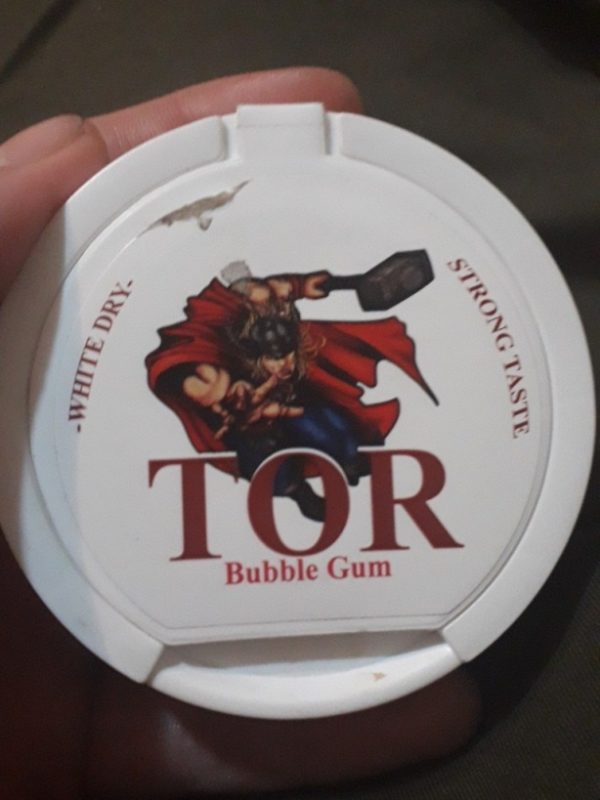 -WHITE DRY-
STRONG TASTE
TOR
Bubble Gum